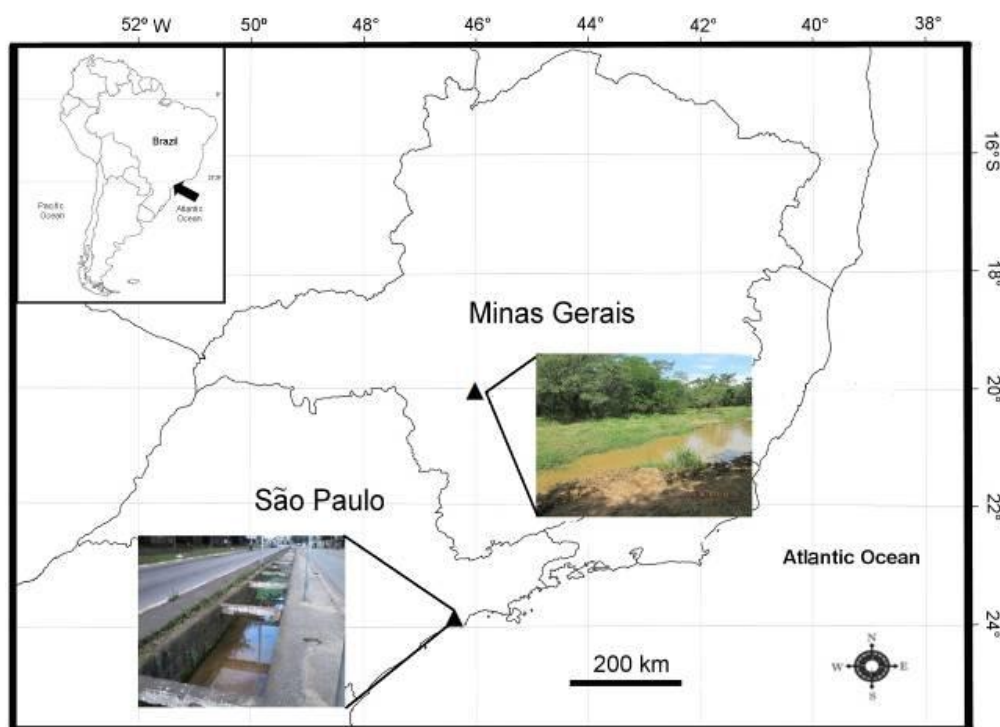 52° W
50°
48°
46°
44°
42°
40°
38°
Brazil
Pacific
Ocean
Atlantic
Ocean
0°
16°S
18°
20°
22°
24°
Minas Gerais
São Paulo
Atlantic Ocean
200 km
N
W
E
S